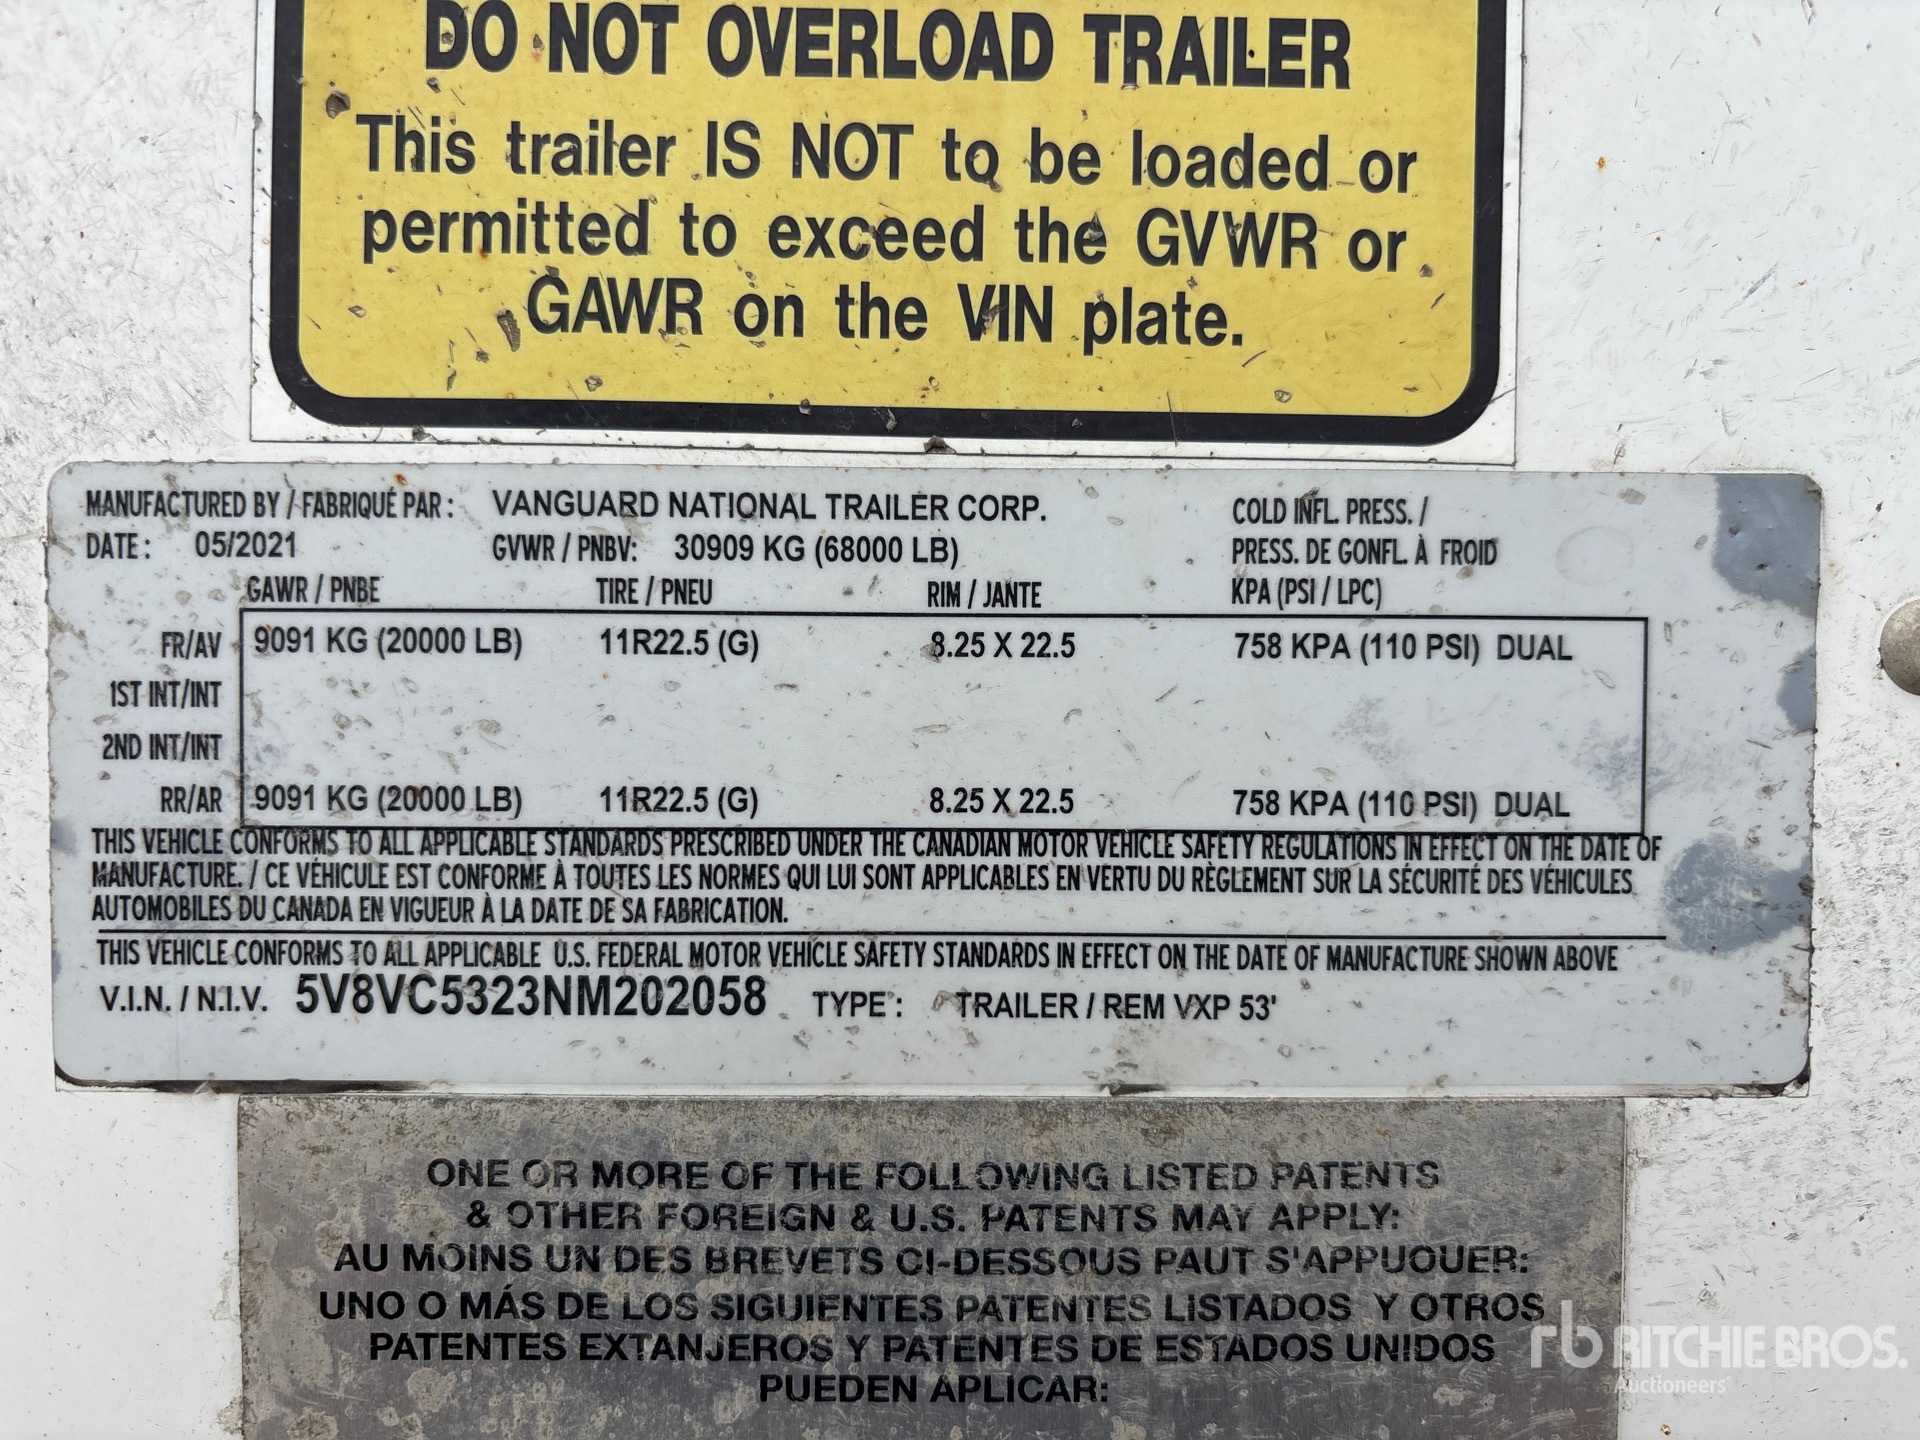 DO NOT OVERLOAD TRAILER
This trailer IS NOT to be loaded or
permitted to exceed the GVWR or
GAWR on the VIN plate.
MANUFACTURED BY / FABRIQUÉ PAR : VANGUARD NATIONAL TRAILER CORP. COLD INFL. PRESS. /
DATE : 05/2021 GVWR / PNBV: 30909 KG (68000 LB) PRESS. DE GONFL. À FROID
GAWR / PNBE TIRE / PNEU RIM / JANTE KPA (PSI / LPC)
FR/AV 9091 KG (20000 LB) 11R22.5 (G) 8.25 X 22.5 758 KPA (110 PSI) DUAL
1ST INT/INT
2ND INT/INT
RR/AR 9091 KG (20000 LB) 11R22.5 (G) 8.25 X 22.5 758 KPA (110 PSI) DUAL
THIS VEHICLE CONFORMS TO ALL APPLICABLE STANDARDS PRESCRIBED UNDER THE CANADIAN MOTOR VEHICLE SAFETY REGULATIONS IN EFFECT ON THE DATE OF
MANUFACTURE. / CE VÉHICULE EST CONFORME À TOUTES LES NORMES QUI LUI SONT APPLICABLES EN VERTU DU RÈGLEMENT SUR LA SÉCURITÉ DES VÉHICULES
AUTOMOBILES DU CANADA EN VIGUEUR À LA DATE DE SA FABRICATION.
THIS VEHICLE CONFORMS TO ALL APPLICABLE U.S. FEDERAL MOTOR VEHICLE SAFETY STANDARDS IN EFFECT ON THE DATE OF MANUFACTURE SHOWN ABOVE
V.I.N. / N.I.V. 5V8VC5323NM202058 TYPE : TRAILER / REM VXP 53'
ONE OR MORE OF THE FOLLOWING LISTED PATENTS
& OTHER FOREIGN & U.S. PATENTS MAY APPLY:
AU MOINS UN DES BREVETS CI-DESSOUS PAUT S'APPUOUER:
UNO O MÁS DE LOS SIGUIENTES PATENTES LISTADOS Y OTROS
PATENTES EXTANJEROS Y PATENTES DE ESTADOS UNIDOS
PUEDEN APLICAR:
rb RITCHIE BROS.
Auctioneers